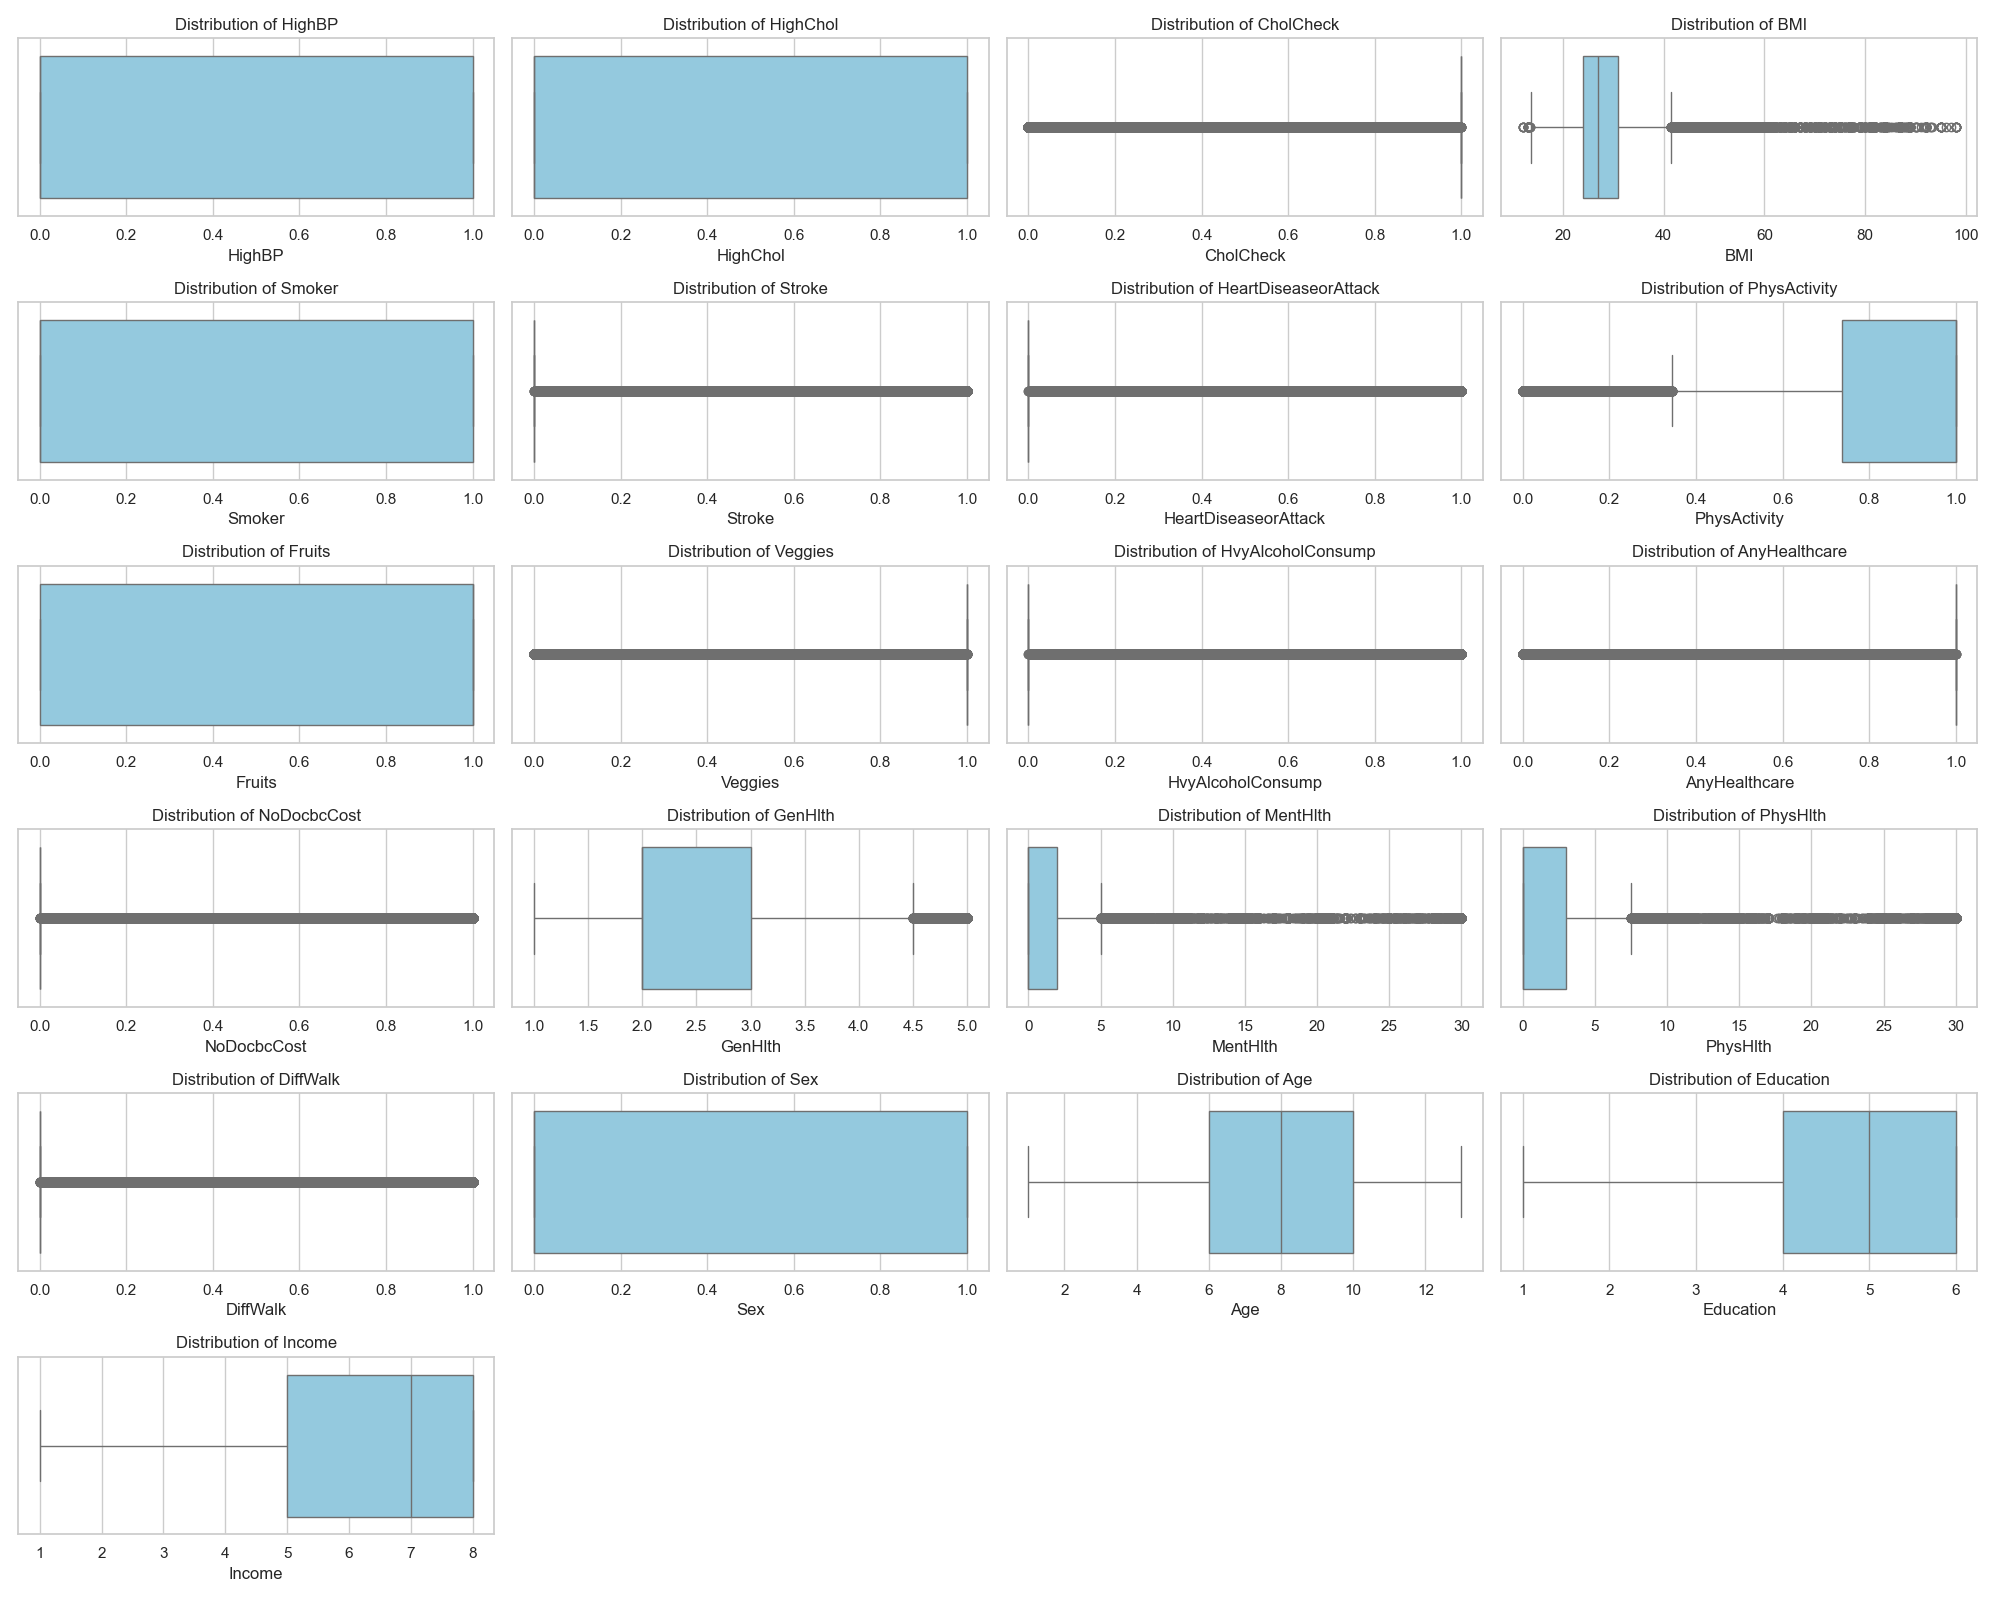 Distribution of HighBP
Distribution of HighChol
Distribution of CholCheck
Distribution of BMI
0.0 0.2 0.4 0.6 0.8 1.0
0.0 0.2 0.4 0.6 0.8 1.0
0.0 0.2 0.4 0.6 0.8 1.0
20 40 60 80 100
HighBP
HighChol
CholCheck
BMI
Distribution of Smoker
Distribution of Stroke
Distribution of HeartDiseaseorAttack
Distribution of PhysActivity
0.0 0.2 0.4 0.6 0.8 1.0
0.0 0.2 0.4 0.6 0.8 1.0
0.0 0.2 0.4 0.6 0.8 1.0
0.0 0.2 0.4 0.6 0.8 1.0
Smoker
Stroke
HeartDiseaseorAttack
PhysActivity
Distribution of Fruits
Distribution of Veggies
Distribution of HvyAlcoholConsump
Distribution of AnyHealthcare
0.0 0.2 0.4 0.6 0.8 1.0
0.0 0.2 0.4 0.6 0.8 1.0
0.0 0.2 0.4 0.6 0.8 1.0
0.0 0.2 0.4 0.6 0.8 1.0
Fruits
Veggies
HvyAlcoholConsump
AnyHealthcare
Distribution of NoDocbcCost
Distribution of GenHlth
Distribution of MentHlth
Distribution of PhysHlth
0.0 0.2 0.4 0.6 0.8 1.0
1.0 1.5 2.0 2.5 3.0 3.5 4.0 4.5 5.0
0 5 10 15 20 25 30
0 5 10 15 20 25 30
NoDocbcCost
GenHlth
MentHlth
PhysHlth
Distribution of DiffWalk
Distribution of Sex
Distribution of Age
Distribution of Education
0.0 0.2 0.4 0.6 0.8 1.0
0.0 0.2 0.4 0.6 0.8 1.0
2 4 6 8 10 12
1 2 3 4 5 6
DiffWalk
Sex
Age
Education
Distribution of Income
1 2 3 4 5 6 7 8
Income